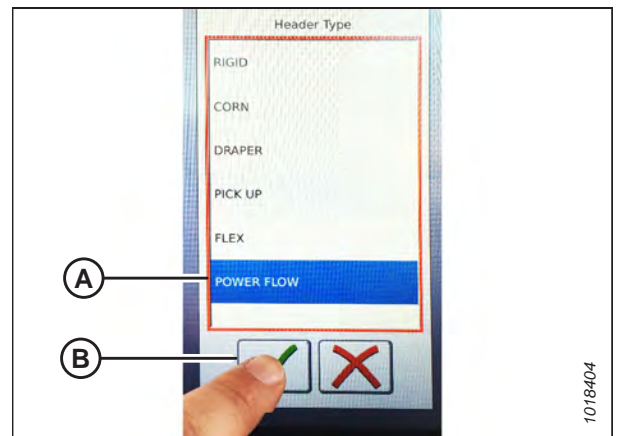 Header Type
RIGID
CORN
DRAPER
PICK UP
FLEX
A
POWER FLOW
B
1018404